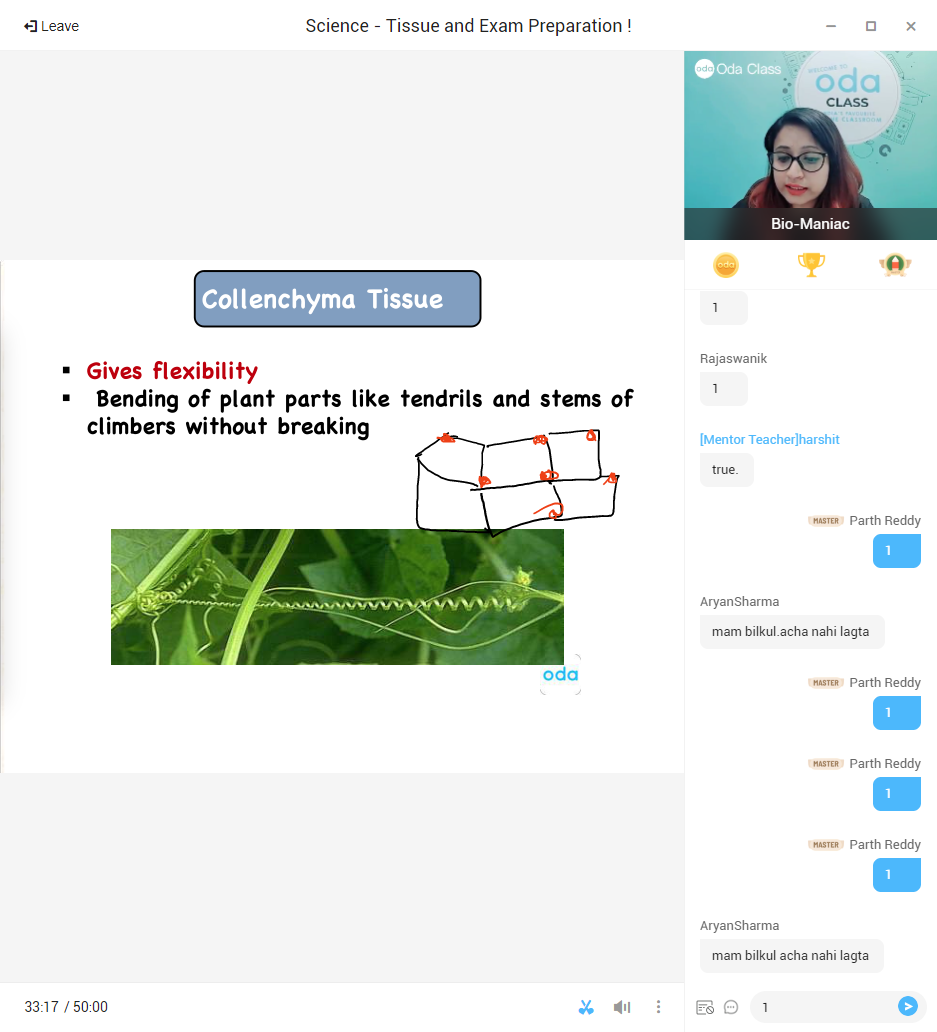 Leave
Science - Tissue and Exam Preparation !
oda Oda Class
WELCOME TO
oda
CLASS
Bio-Maniac
oda
Collenchyma Tissue
▪ Gives flexibility
▪ Bending of plant parts like tendrils and stems of
climbers without breaking
oda
1
Rajaswanik
1
[Mentor Teacher]harshit
true.
MASTER Parth Reddy
1
AryanSharma
mam bilkul.acha nahi lagta
MASTER Parth Reddy
1
MASTER Parth Reddy
1
MASTER Parth Reddy
1
AryanSharma
mam bilkul acha nahi lagta
33:17 / 50:00
1